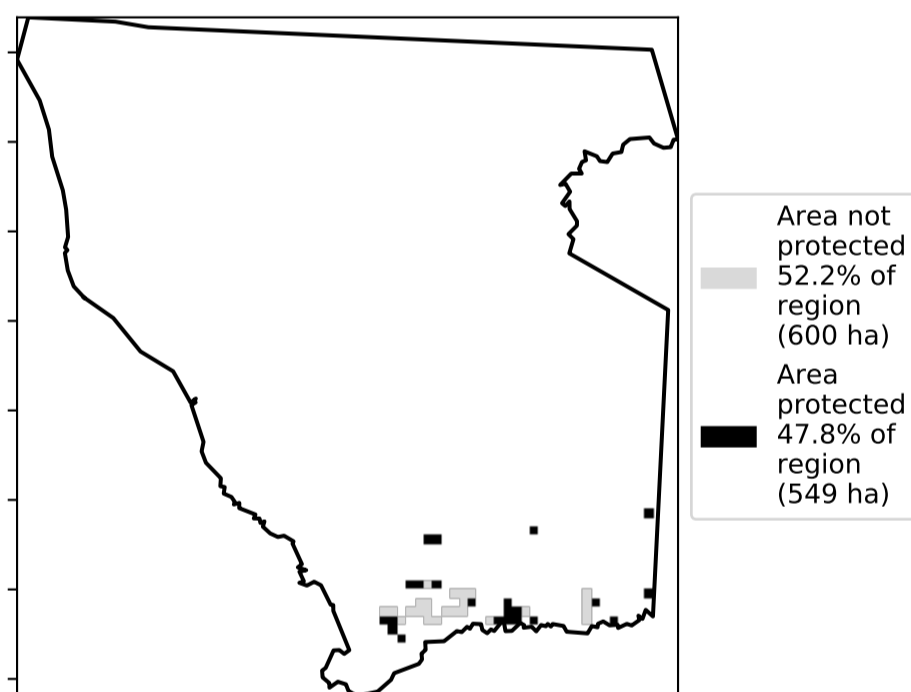 Area not
protected
52.2% of
region
(600 ha)
Area
protected
47.8% of
region
(549 ha)